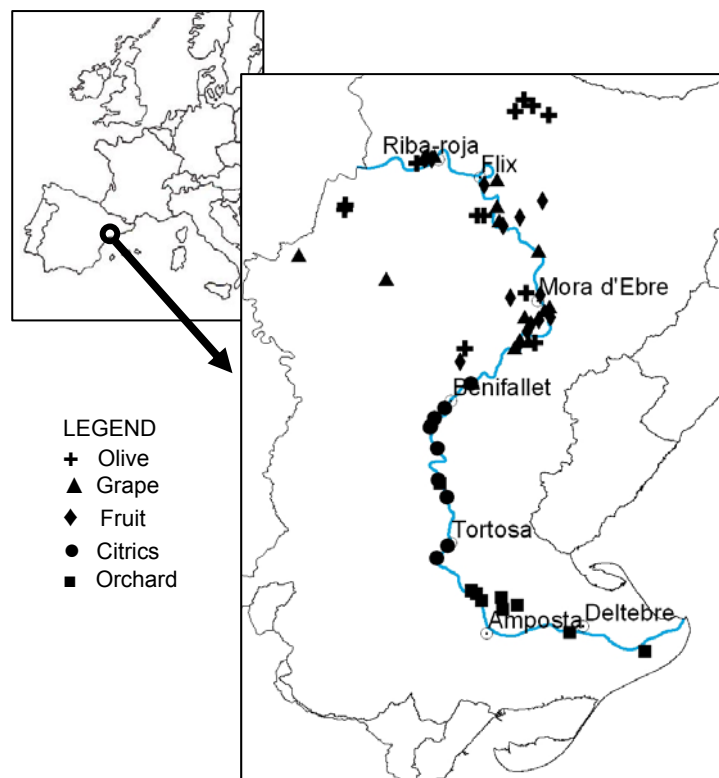 Riba-roja
Flix
Mora d'Ebre
Benifallet
LEGEND
Olive
Grape
Fruit
Citrics
Orchard
Tortosa
Amposta
Deltebre